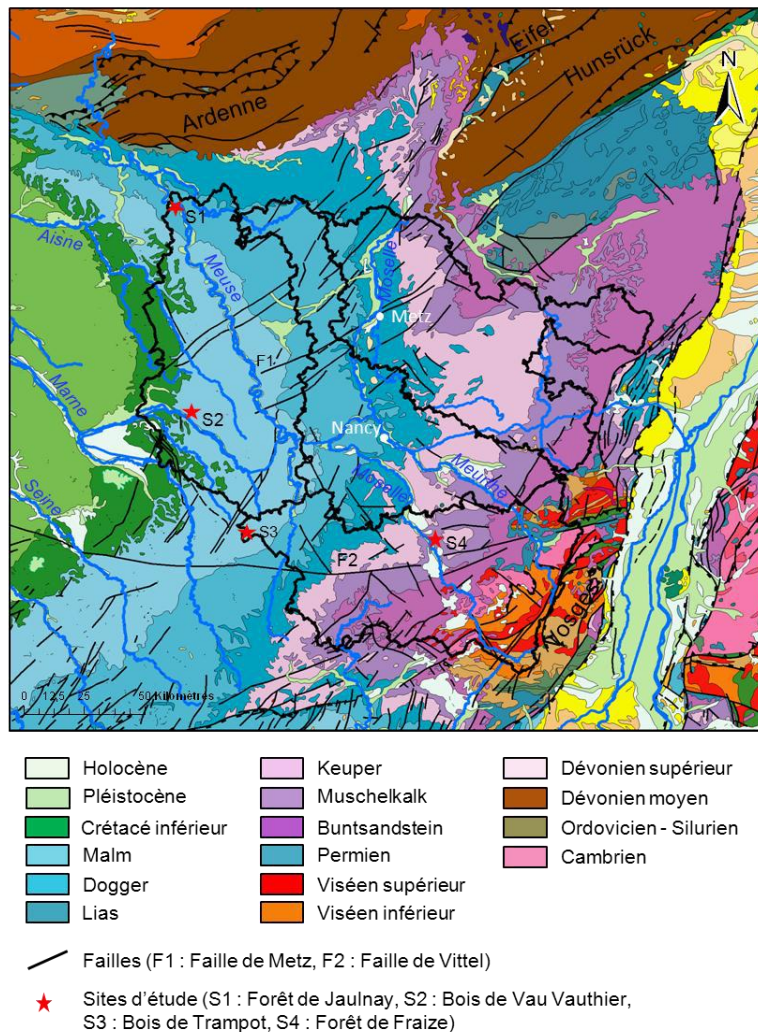 Eifel
Hunsrück
N
Ardenne
S1
Aisne
Meuse
Moselle
Metz
F1
Marne
S2
Nancy
Meurthe
Moselle
Seine
S3
F2
S4
Vosges
0 12,5 25 50 Kilomètres
Holocène
Pléistocène
Crétacé inférieur
Malm
Dogger
Lias
Keuper
Muschelkalk
Buntsandstein
Permien
Viséen supérieur
Viséen inférieur
Dévonien supérieur
Dévonien moyen
Ordovicien - Silurien
Cambrien
Failles (F1 : Faille de Metz, F2 : Faille de Vittel)
Sites d'étude (S1 : Forêt de Jaulnay, S2 : Bois de Vau Vauthier,
S3 : Bois de Trampot, S4 : Forêt de Fraize)